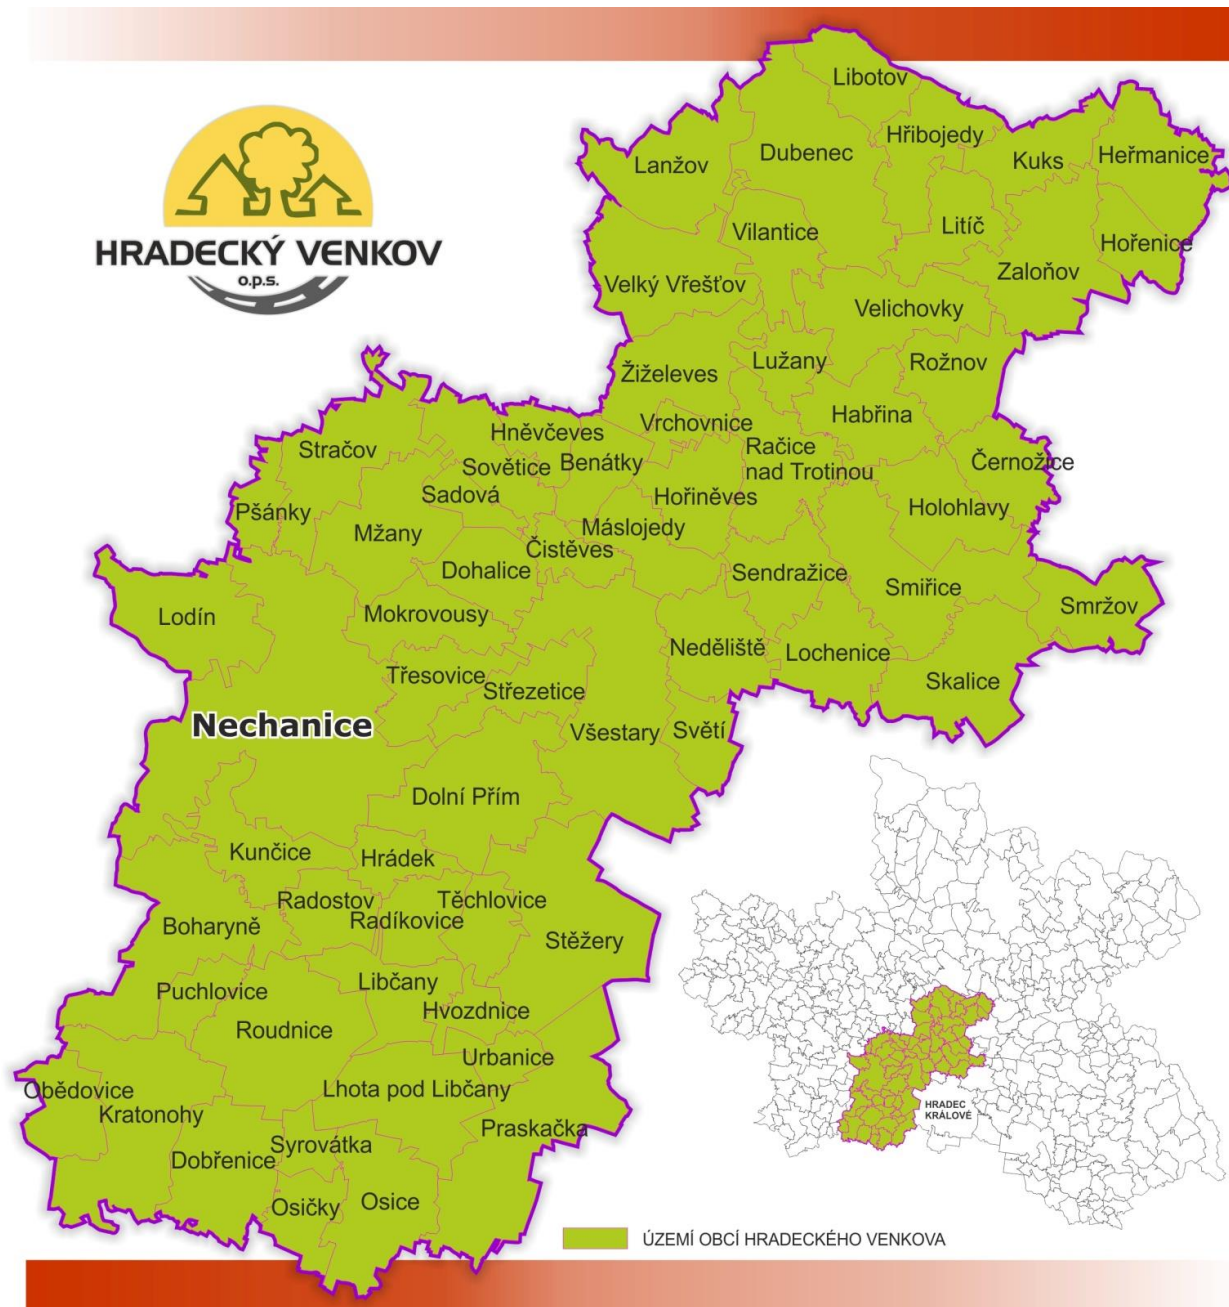 Libotov
Hřibojedy
Dubenec
Lanžov
Kuks
Heřmanice
Vilantice
Litíč
Hořenice
HRADECKÝ VENKOV
o.p.s.
Velký Vřešťov
Zaloňov
Velichovky
Žiželeves
Lužany
Rožnov
Habřina
Vrchovnice
Hněvčeves
Stračov
Benátky
Sovětice
Račice
nad Trotinou
Černožice
Sadová
Hořiněves
Holohlavy
Pšánky
Mžany
Máslojedy
Čistěves
Dohalice
Sendražice
Smiřice
Smržov
Lodín
Mokrovousy
Neděliště
Lochenice
Třesovice
Střezetice
Skalice
Nechanice
Všestary
Světí
Dolní Přím
Kunčice
Hrádek
Radostov
Těchlovice
Radíkovice
Boharyně
Stěžery
Libčany
Puchlovice
Hvozdnice
Roudnice
Urbanice
Obědovice
Lhota pod Libčany
Kratonohy
Praskačka
Syrovátka
Dobřenice
Osičky
Osice
HRADEC
KRÁLOVÉ
ÚZEMÍ OBCÍ HRADECKÉHO VENKOVA